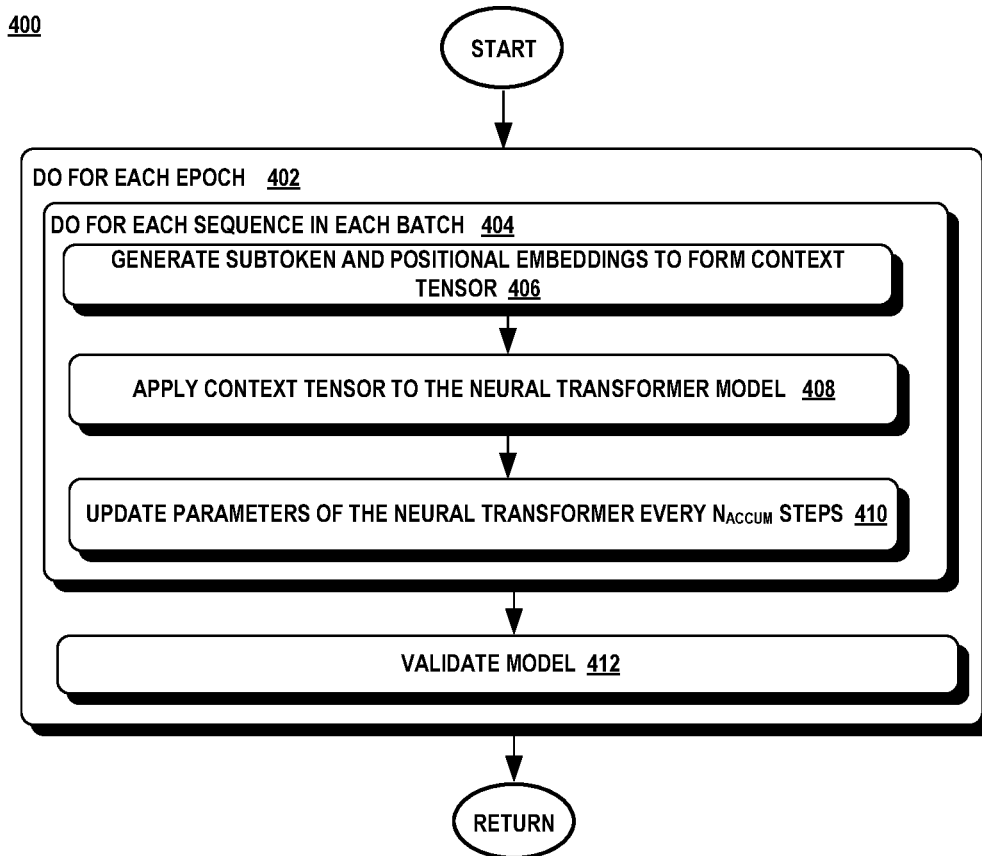 400
START
DO FOR EACH EPOCH 402
DO FOR EACH SEQUENCE IN EACH BATCH 404
GENERATE SUBTOKEN AND POSITIONAL EMBEDDINGS TO FORM CONTEXT
TENSOR 406
APPLY CONTEXT TENSOR TO THE NEURAL TRANSFORMER MODEL 408
UPDATE PARAMETERS OF THE NEURAL TRANSFORMER EVERY NACCUM STEPS 410
VALIDATE MODEL 412
RETURN